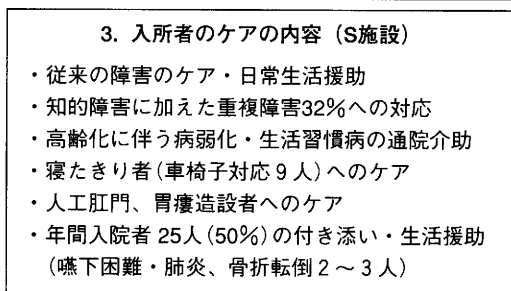 3. 入所者のケアの内容（S施設）
・従来の障害のケア・日常生活援助
・知的障害に加えた重複障害32%への対応
・高齢化に伴う病弱化・生活習慣病の通院介助
・寝たきり者(車椅子対応9人)へのケア
・人工肛門、胃瘻造設者へのケア
・年間入院者25人(50%)の付き添い・生活援助
(嚥下困難・肺炎、骨折転倒2～3人)